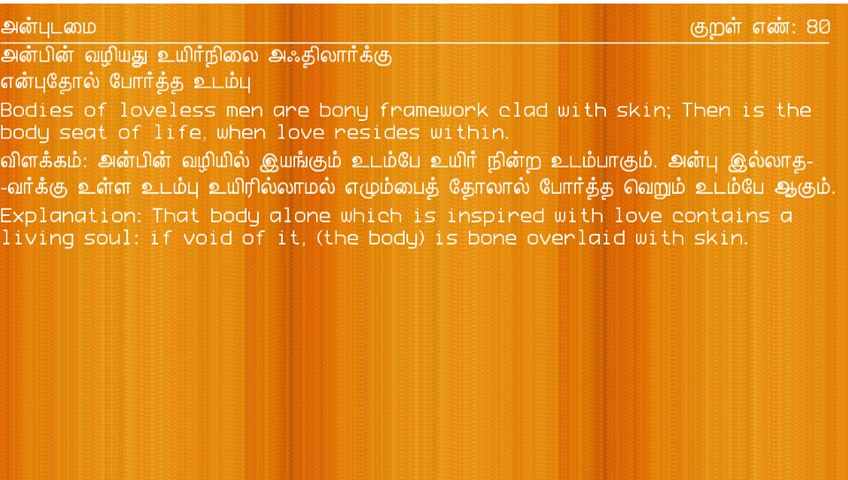 அன்புடமை குறள் எண்: 80
அன்பின் வழியது உயிர்நிலை அஃதிலார்க்கு
என்புதோல் போர்த்த உடம்பு
Bodies of loveless men are bony framework clad with skin; Then is the
body seat of life, when love resides within.
விளக்கம்: அன்பின் வழியில் இயங்கும் உடம்பே உயிர் நின்ற உடம்பாகும். அன்பு இல்லாத-
-வர்க்கு உள்ள உடம்பு உயிரில்லாமல் எழும்பைத் தோலால் போர்த்த வெறும் உடம்பே ஆகும்.
Explanation: That body alone which is inspired with love contains a
living soul: if void of it, (the body) is bone overlaid with skin.